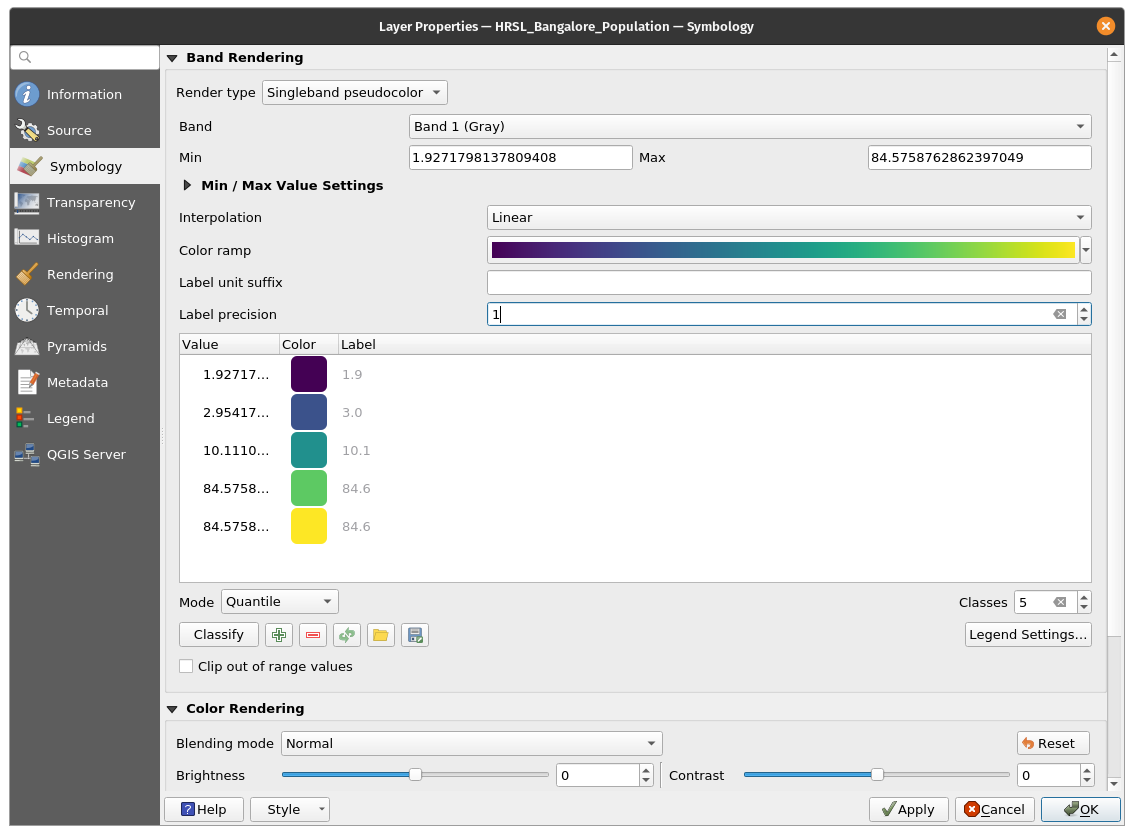 Layer Properties — HRSL_Bangalore_Population — Symbology
Information
Source
Symbology
Transparency
Histogram
Rendering
Temporal
Pyramids
Metadata
Legend
QGIS Server
Band Rendering
Render type Singleband pseudocolor
Band Band 1 (Gray)
Min 1.9271798137809408 Max 84.5758762862397049
Min / Max Value Settings
Interpolation Linear
Color ramp
Label unit suffix
Label precision 1
Value Color Label
1.92717... 1.9
2.95417... 3.0
10.1110... 10.1
84.5758... 84.6
84.5758... 84.6
Mode Quantile Classes 5
Classify Legend Settings...
Clip out of range values
Color Rendering
Blending mode Normal Reset
Brightness 0 Contrast 0
Help Style Apply Cancel OK